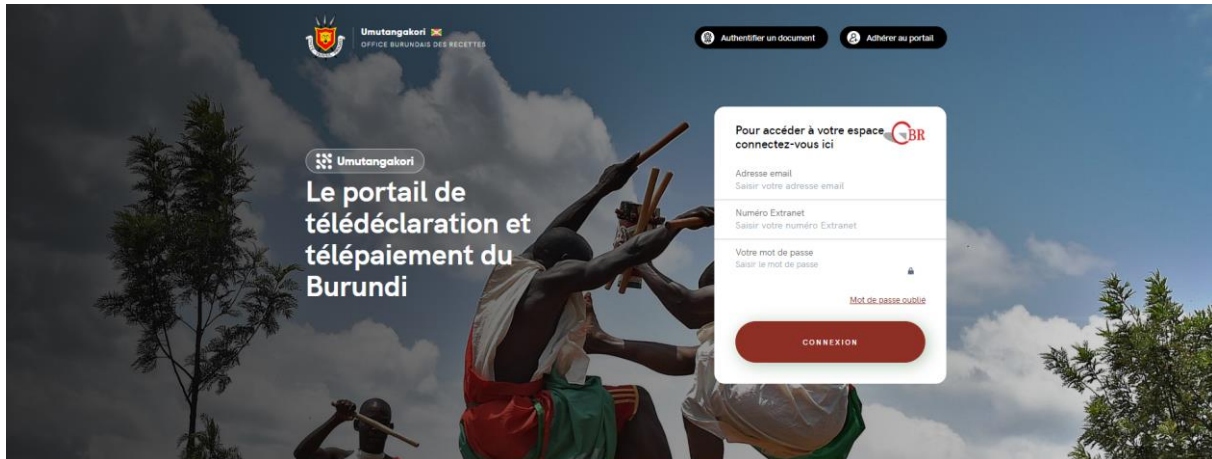 Umutangakori
OFFICE BURUNDAIS DES RECETTES
Authentifier un document
Adhérer au portail
Umutangakori
Le portail de
télédéclaration et
télépaiement du
Burundi
Pour accéder à votre espace
connectez-vous ici
BR
Adresse email
Saisir votre adresse email
Numéro Extranet
Saisir votre numéro Extranet
Votre mot de passe
Saisir le mot de passe
Mot de passe oublié
CONNEXION